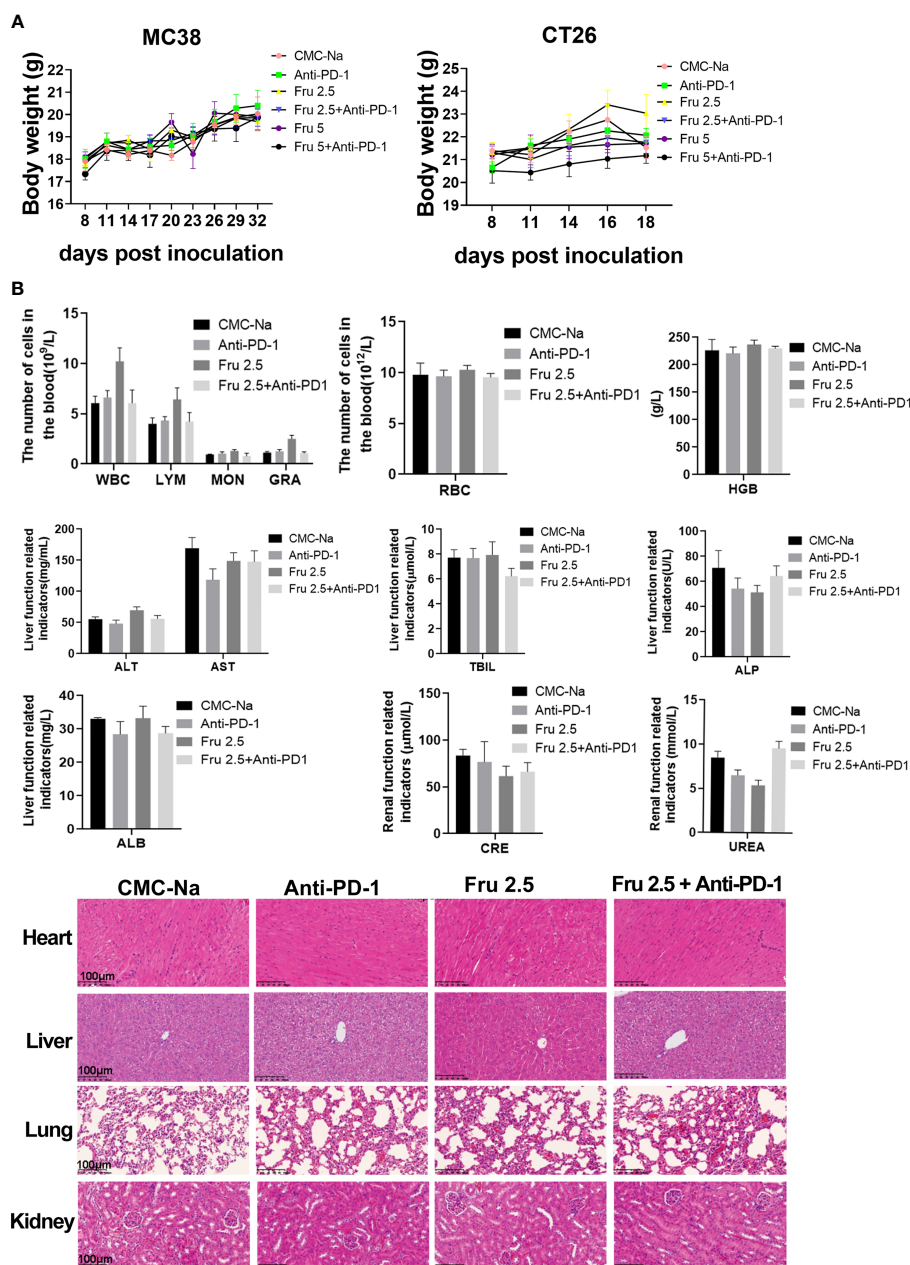 A
MC38
Body weight (g)
22
21
20
19
18
17
16
8 11 14 17 20 23 26 29 32
days post inoculation
CMC-Na
Anti-PD-1
Fru 2.5
Fru 2.5+Anti-PD-1
Fru 5
Fru 5+Anti-PD-1
CT26
Body weight (g)
25
24
23
22
21
20
19
8 11 14 16 18
days post inoculation
CMC-Na
Anti-PD-1
Fru 2.5
Fru 2.5+Anti-PD-1
Fru 5
Fru 5+Anti-PD-1
B
The number of cells in
the blood(10⁹/L)
15
10
5
0
WBC LYM MON GRA
CMC-Na
Anti-PD-1
Fru 2.5
Fru 2.5+Anti-PD1
The number of cells in
the blood(10¹²/L)
15
10
5
0
RBC
CMC-Na
Anti-PD-1
Fru 2.5
Fru 2.5+Anti-PD1
(g/L)
250
200
150
100
50
0
HGB
CMC-Na
Anti-PD-1
Fru 2.5
Fru 2.5+Anti-PD1
Liver function related
indicators(mg/mL)
200
150
100
50
0
ALT AST
CMC-Na
Anti-PD-1
Fru 2.5
Fru 2.5+Anti-PD1
Liver function related
indicators(μmol/L)
10
8
6
4
2
0
TBIL
CMC-Na
Anti-PD-1
Fru 2.5
Fru 2.5+Anti-PD1
Liver function related
indicators(U/L)
100
80
60
40
20
0
ALP
CMC-Na
Anti-PD-1
Fru 2.5
Fru 2.5+Anti-PD1
Liver function related
indicators(mg/L)
40
30
20
10
0
ALB
CMC-Na
Anti-PD-1
Fru 2.5
Fru 2.5+Anti-PD1
Renal function related
indicators (μmol/L)
150
100
50
0
CRE
CMC-Na
Anti-PD-1
Fru 2.5
Fru 2.5+Anti-PD1
Renal function related
indicators (mmol/L)
15
10
5
0
UREA
CMC-Na
Anti-PD-1
Fru 2.5
Fru 2.5+Anti-PD1
CMC-Na Anti-PD-1 Fru 2.5 Fru 2.5 + Anti-PD-1
Heart
100μm
Liver
100μm
Lung
100μm
Kidney
100μm